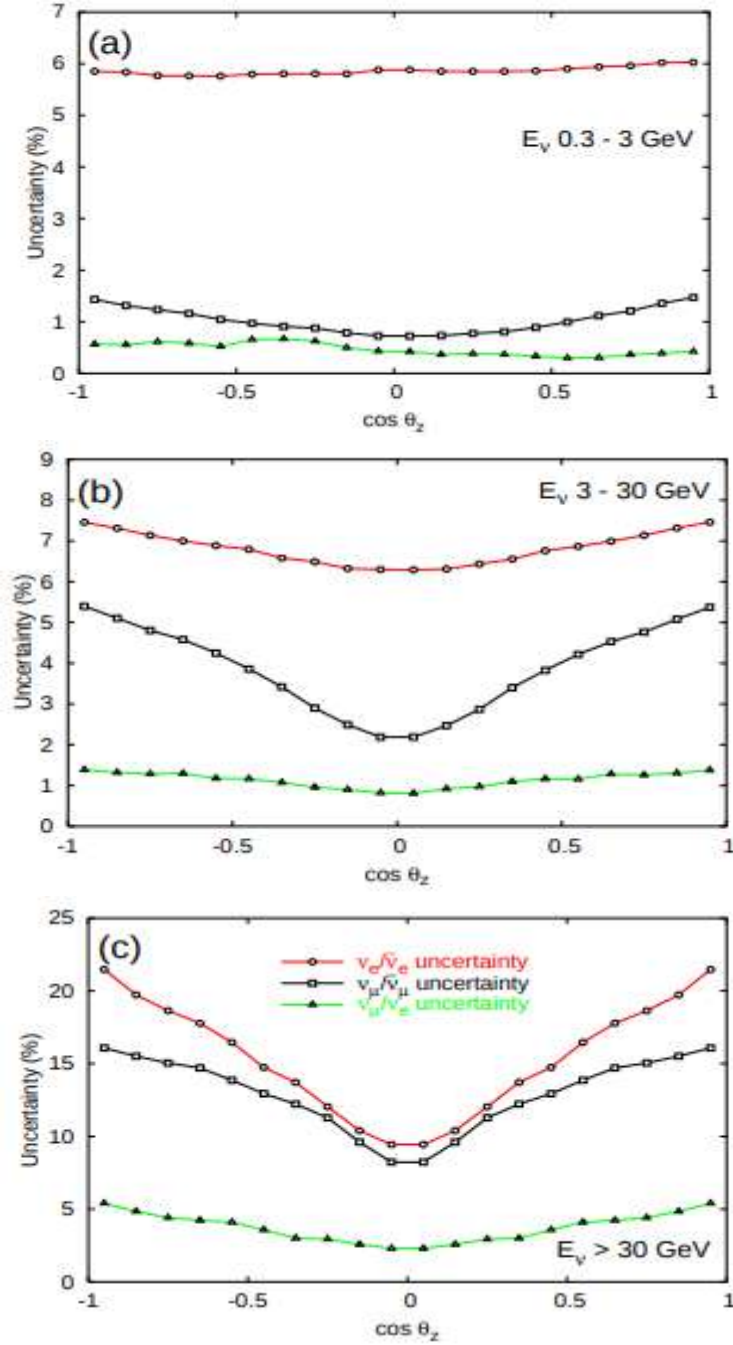 (a)
7
6
5
4
3
2
1
0
Uncertainty (%)
E_ν 0.3 - 3 GeV
-1 -0.5 0 0.5 1
cos θ_z
(b)
9
8
7
6
5
4
3
2
1
0
Uncertainty (%)
E_ν 3 - 30 GeV
-1 -0.5 0 0.5 1
cos θ_z
(c)
25
20
15
10
5
0
Uncertainty (%)
ν_e/ν̄_e uncertainty
ν_μ/ν̄_μ uncertainty
ν_μ/ν_e uncertainty
E_ν > 30 GeV
-1 -0.5 0 0.5 1
cos θ_z